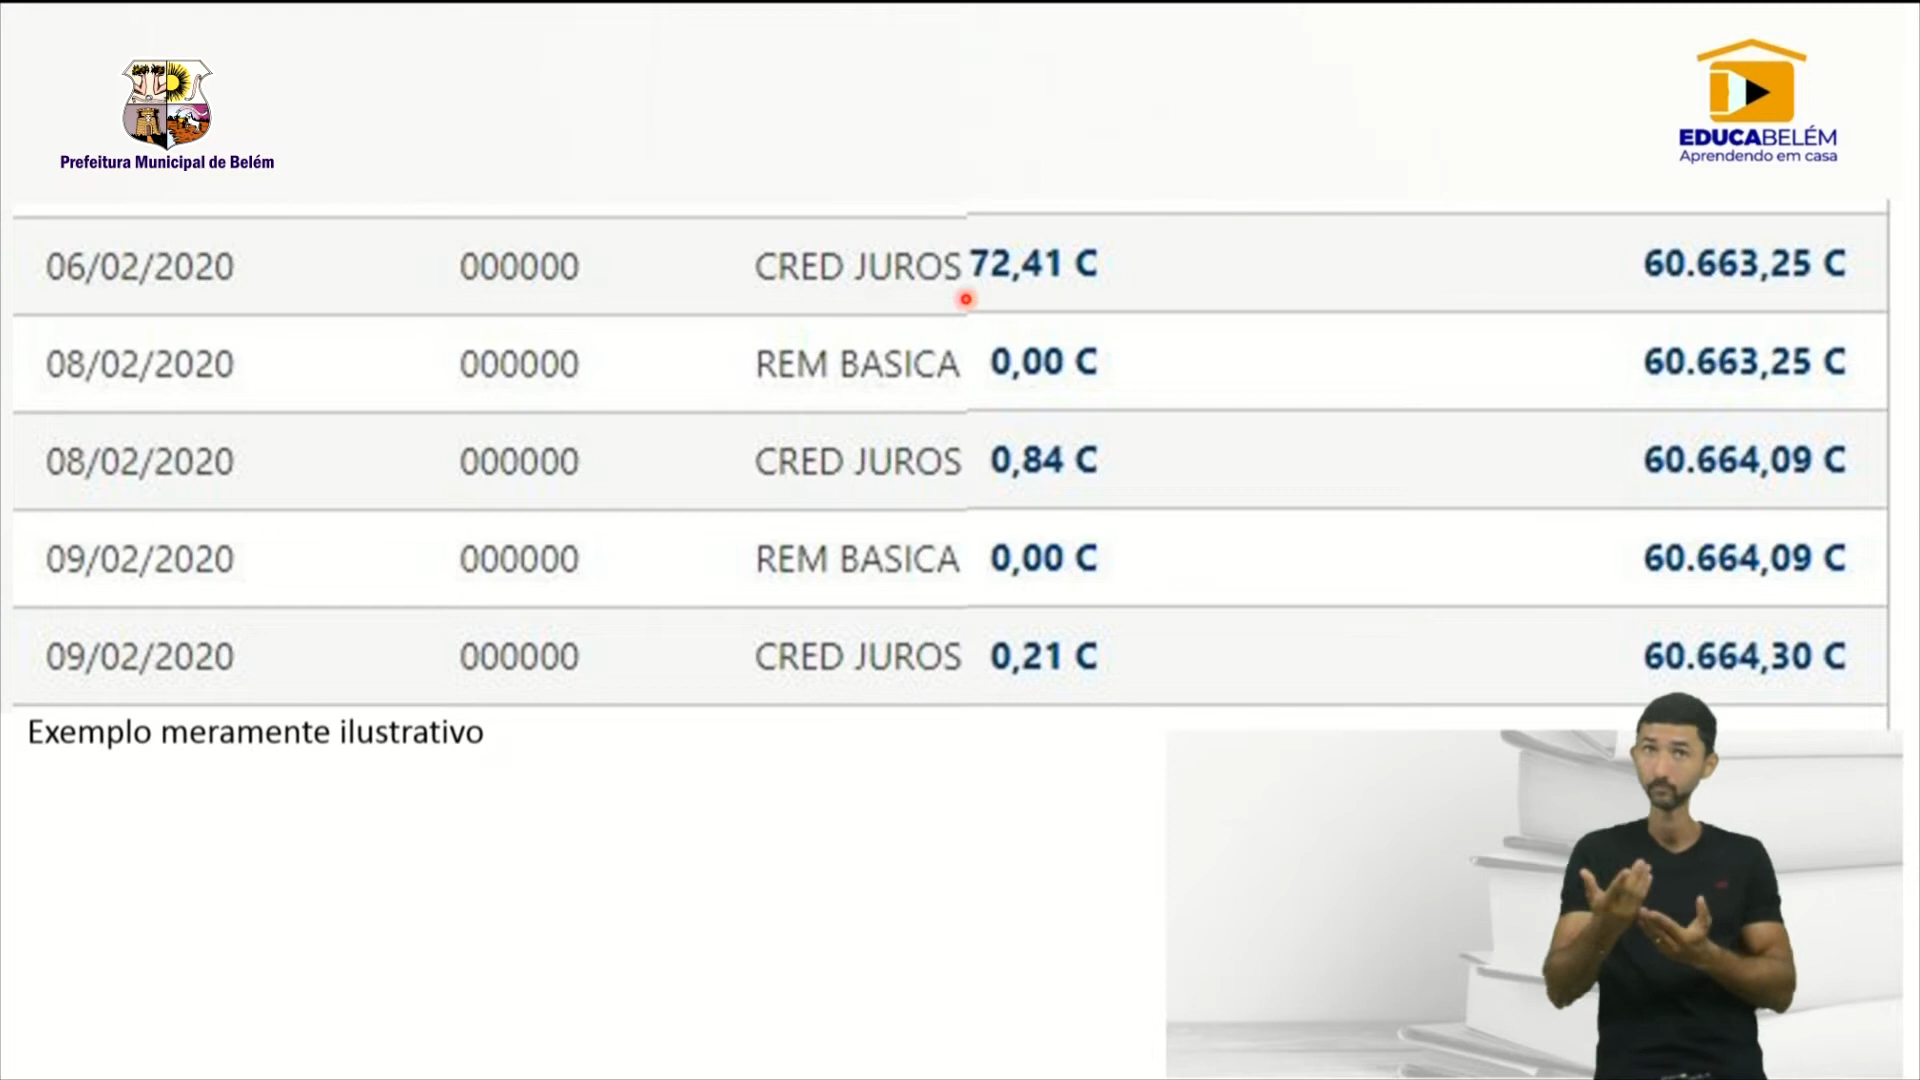 Prefeitura Municipal de Belém
EDUCABELÉM
Aprendendo em casa
06/02/2020 000000 CRED JUROS 72,41 C 60.663,25 C
08/02/2020 000000 REM BASICA 0,00 C 60.663,25 C
08/02/2020 000000 CRED JUROS 0,84 C 60.664,09 C
09/02/2020 000000 REM BASICA 0,00 C 60.664,09 C
09/02/2020 000000 CRED JUROS 0,21 C 60.664,30 C
Exemplo meramente ilustrativo